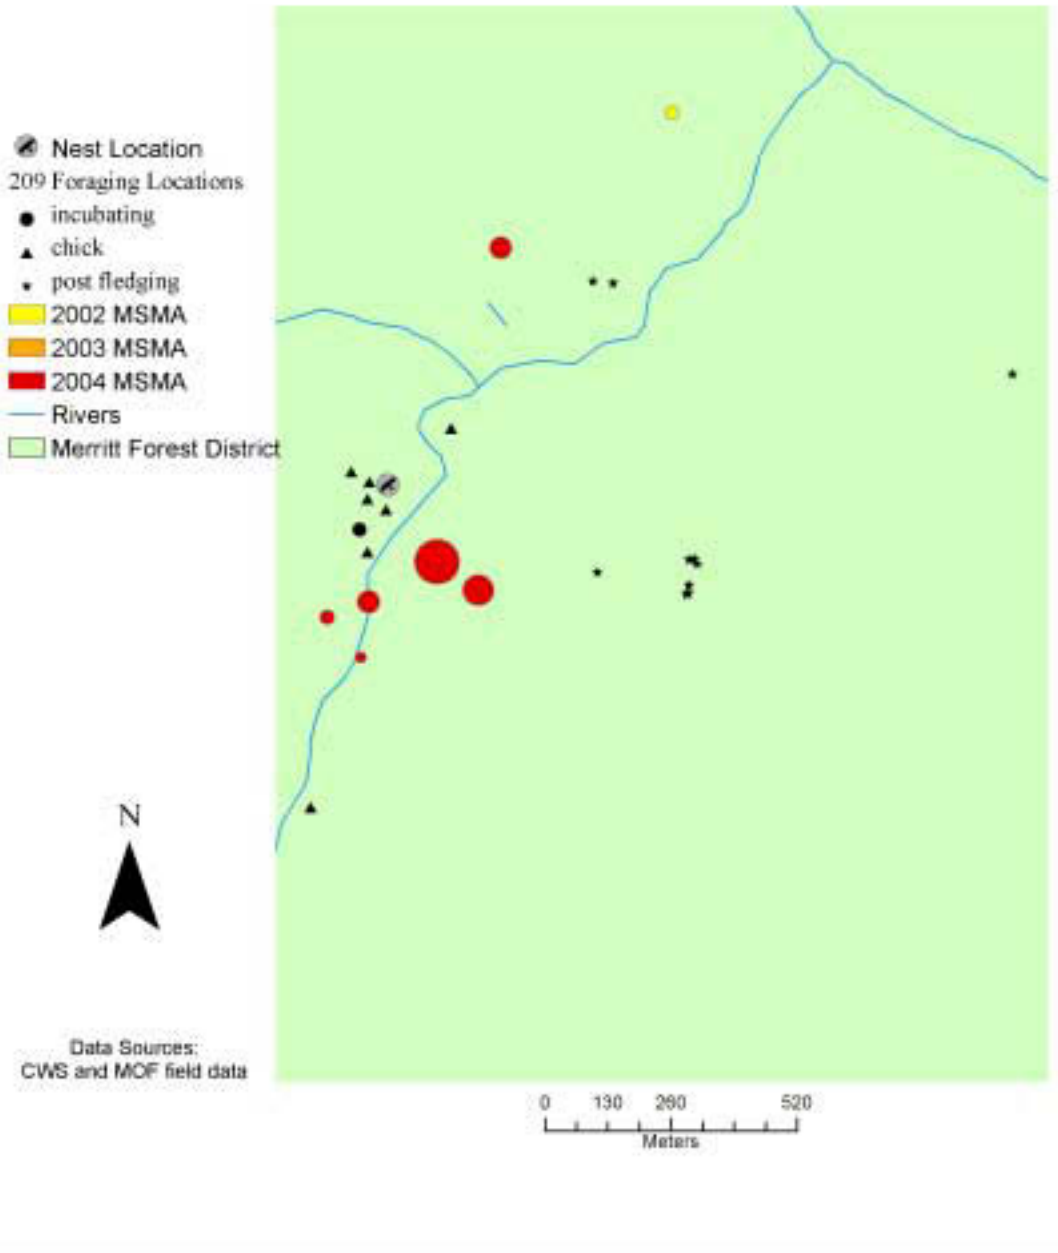 Nest Location
209 Foraging Locations
incubating
chick
post fledging
2002 MSMA
2003 MSMA
2004 MSMA
Rivers
Merritt Forest District
N
Data Sources:
CWS and MOF field data
0 130 260 520
Meters